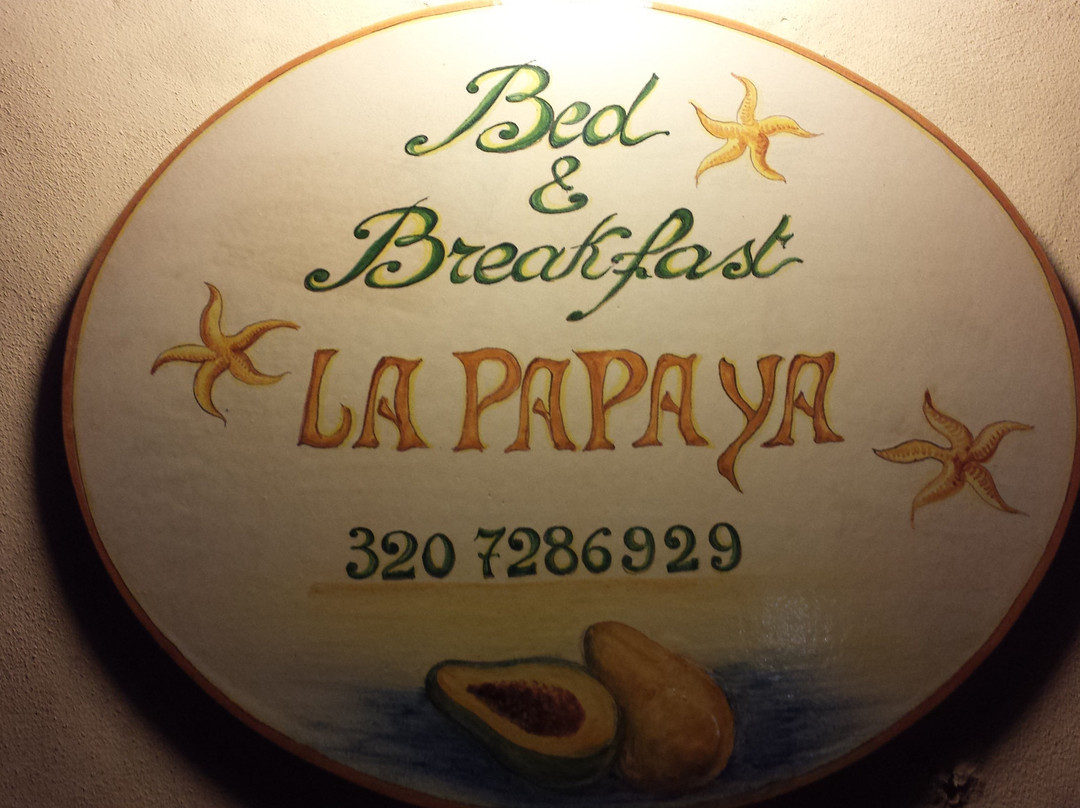 Bed
&
Breakfast
LA PAPAYA
320 7286929